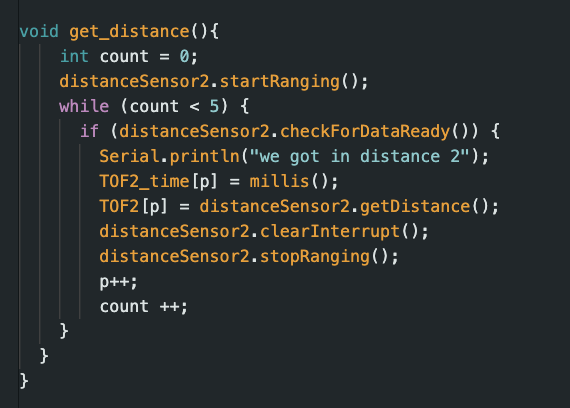 void get_distance(){
    int count = 0;
    distanceSensor2.startRanging();
    while (count < 5) {
      if (distanceSensor2.checkForDataReady()) {
        Serial.println("we got in distance 2");
        TOF2_time[p] = millis();
        TOF2[p] = distanceSensor2.getDistance();
        distanceSensor2.clearInterrupt();
        distanceSensor2.stopRanging();
        p++;
        count ++;
    }
  }
}